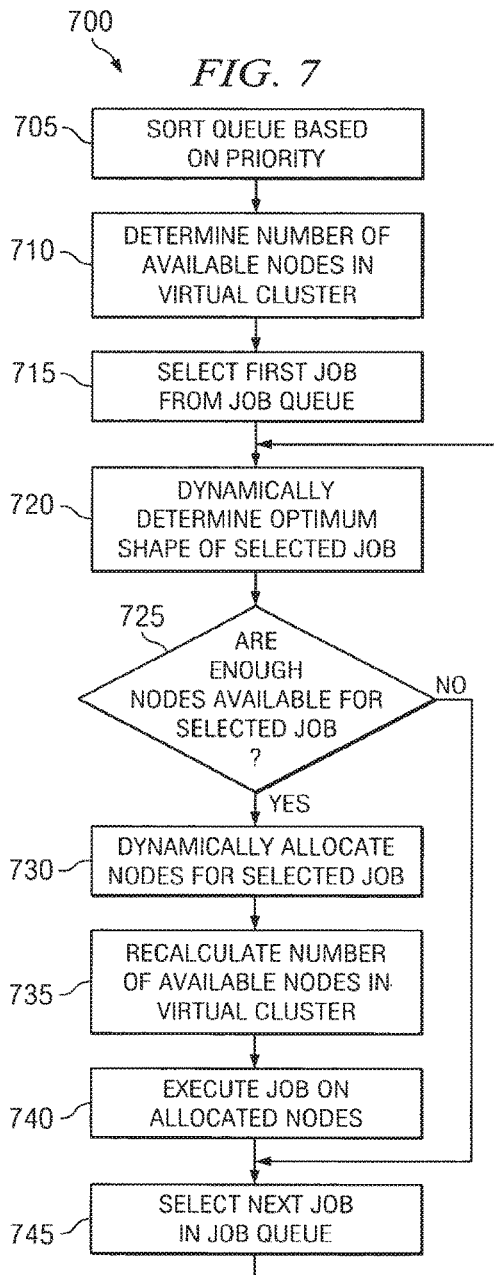 700
FIG. 7
705
SORT QUEUE BASED
ON PRIORITY
710
DETERMINE NUMBER OF
AVAILABLE NODES IN
VIRTUAL CLUSTER
715
SELECT FIRST JOB
FROM JOB QUEUE
720
DYNAMICALLY
DETERMINE OPTIMUM
SHAPE OF SELECTED JOB
725
ARE
ENOUGH
NODES AVAILABLE FOR
SELECTED JOB
?
NO
YES
730
DYNAMICALLY ALLOCATE
NODES FOR SELECTED JOB
735
RECALCULATE NUMBER
OF AVAILABLE NODES IN
VIRTUAL CLUSTER
740
EXECUTE JOB ON
ALLOCATED NODES
745
SELECT NEXT JOB
IN JOB QUEUE